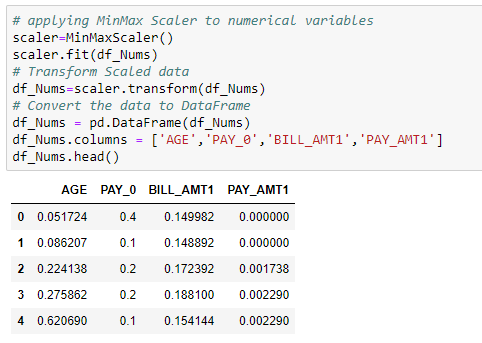 # applying MinMax Scaler to numerical variables
scaler=MinMaxScaler()
scaler.fit(df_Nums)
# Transform Scaled data
df_Nums=scaler.transform(df_Nums)
# Convert the data to DataFrame
df_Nums = pd.DataFrame(df_Nums)
df_Nums.columns = ['AGE','PAY_0','BILL_AMT1','PAY_AMT1']
df_Nums.head()
AGE PAY_0 BILL_AMT1 PAY_AMT1
0 0.051724 0.4 0.149982 0.000000
1 0.086207 0.1 0.148892 0.000000
2 0.224138 0.2 0.172392 0.001738
3 0.275862 0.2 0.188100 0.002290
4 0.620690 0.1 0.154144 0.002290